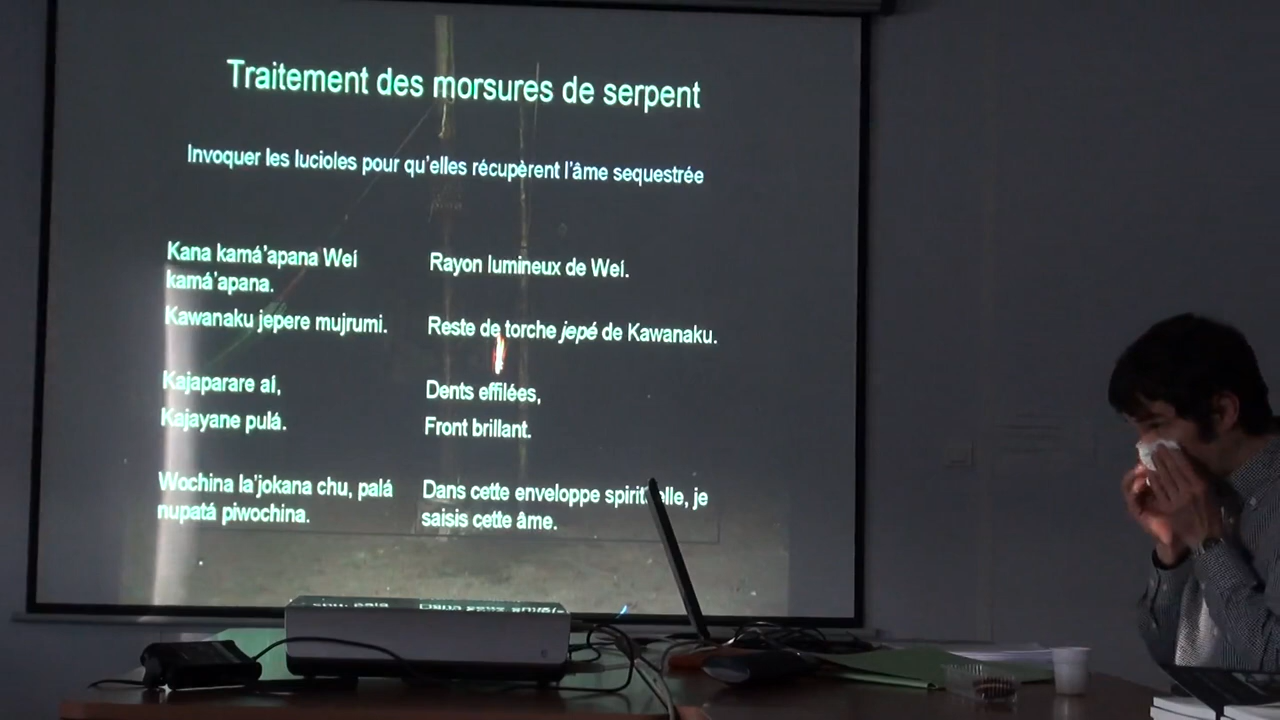 Traitement des morsures de serpent
Invoquer les lucioles pour qu'elles récupèrent l'âme sequestrée
Kana kamá'apana Weí
kamá'apana.
Rayon lumineux de Weí.
Kawanaku jepere mujrumi.
Reste de torche jepé de Kawanaku.
Kajaparare aí,
Dents effilées,
Kajayane pulá.
Front brillant.
Wochina la'jokana chu, palá
nupatá piwochina.
Dans cette enveloppe spirituelle, je
saisis cette âme.